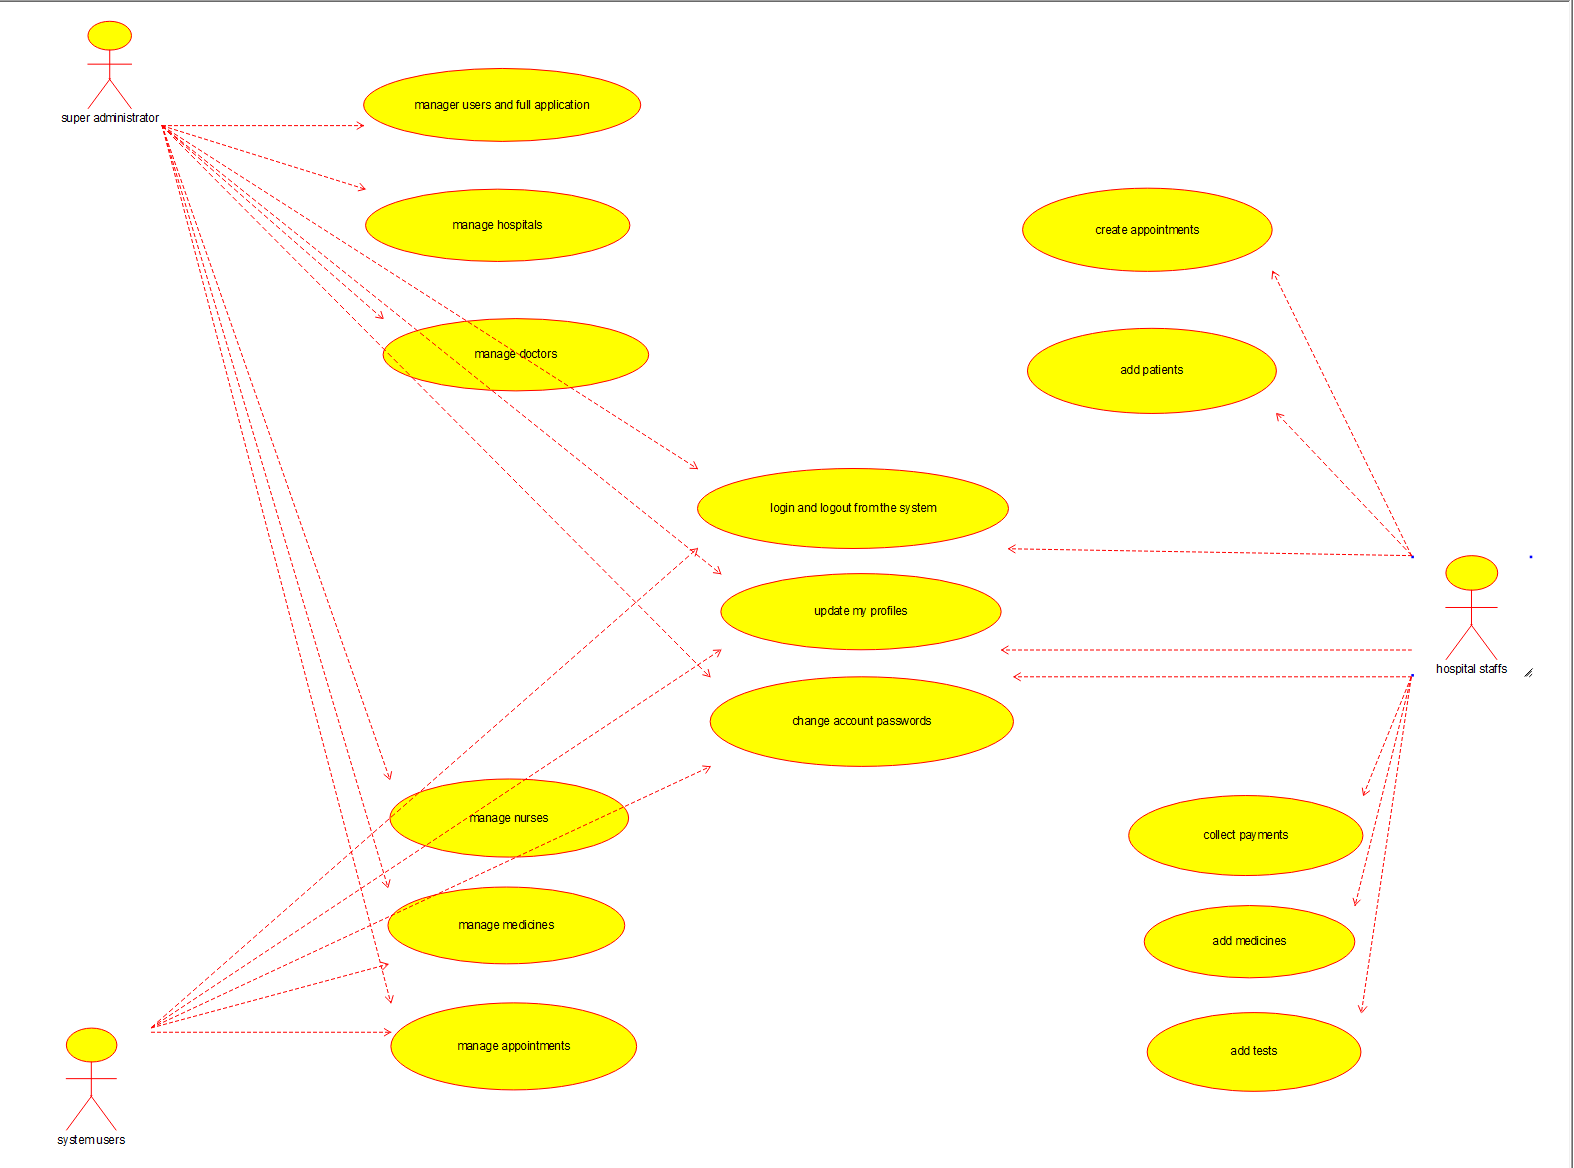 super administrator
manager users and full application
manage hospitals
create appointments
manage doctors
add patients
login and logout from the system
update my profiles
hospital staffs
change account passwords
manage nurses
collect payments
manage medicines
add medicines
manage appointments
add tests
system users